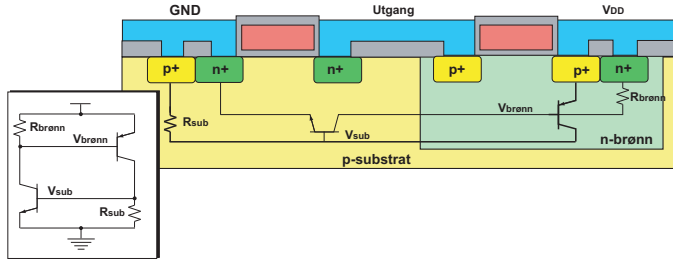 GND Utgang VDD
p+ n+ n+ p+ p+ n+
Rsub Vsub Vbrønn Rbrønn
n-brønn
p-substrat
Rbrønn
Vbrønn
Vsub
Rsub